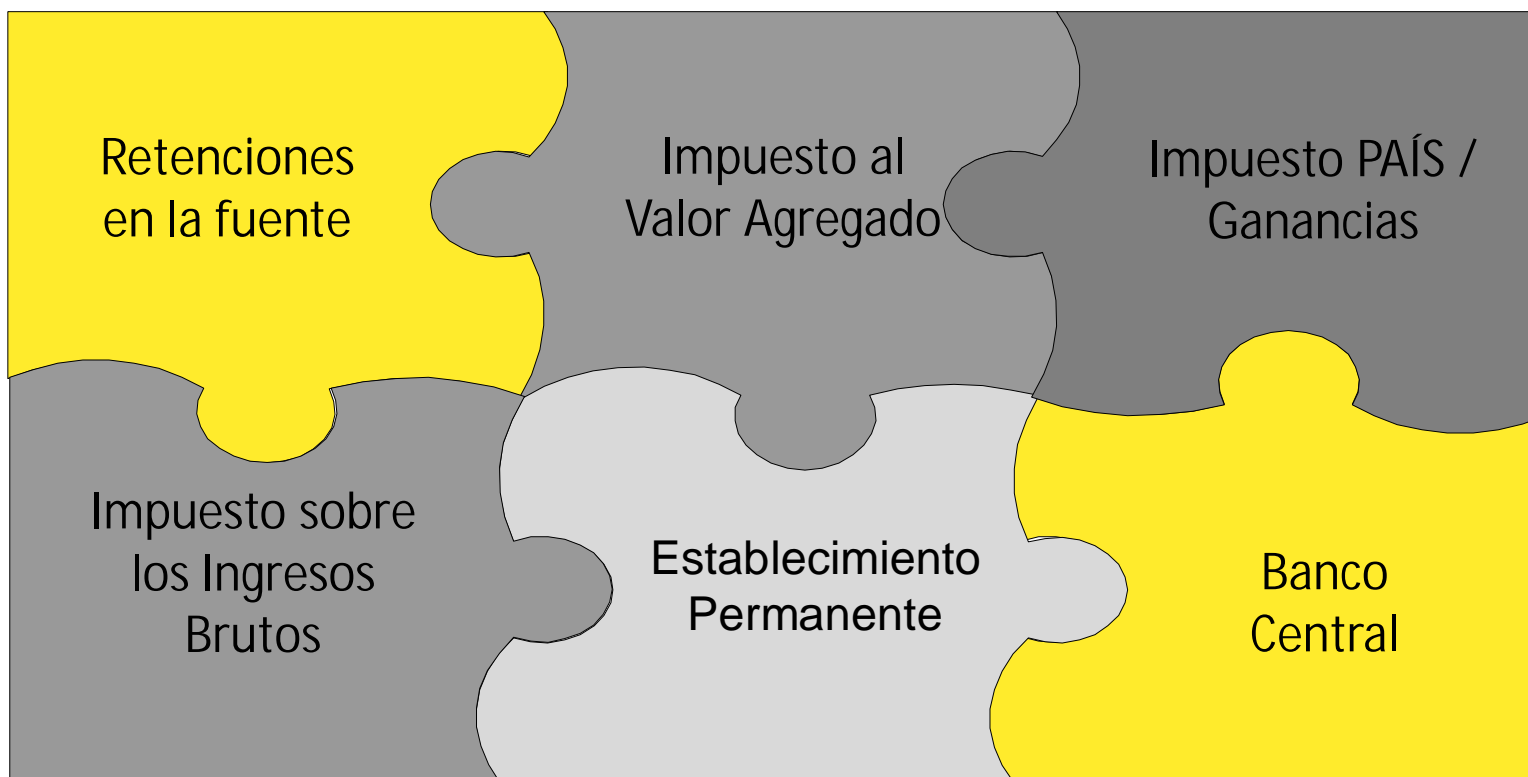 Retenciones
en la fuente
Impuesto al
Valor Agregado
Impuesto PAÍS /
Ganancias
Impuesto sobre
los Ingresos
Brutos
Establecimiento
Permanente
Banco
Central